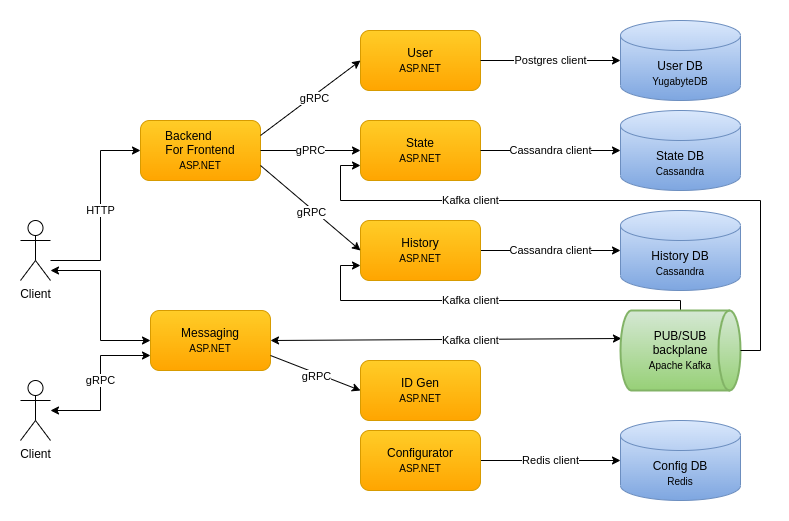 User
ASP.NET
Postgres client
User DB
YugabyteDB
gRPC
Backend
For Frontend
ASP.NET
gPRC
State
ASP.NET
Cassandra client
State DB
Cassandra
Kafka client
HTTP
gRPC
History
ASP.NET
Cassandra client
History DB
Cassandra
Client
Kafka client
Messaging
ASP.NET
Kafka client
PUB/SUB
backplane
Apache Kafka
gRPC
gRPC
ID Gen
ASP.NET
Client
Configurator
ASP.NET
Redis client
Config DB
Redis